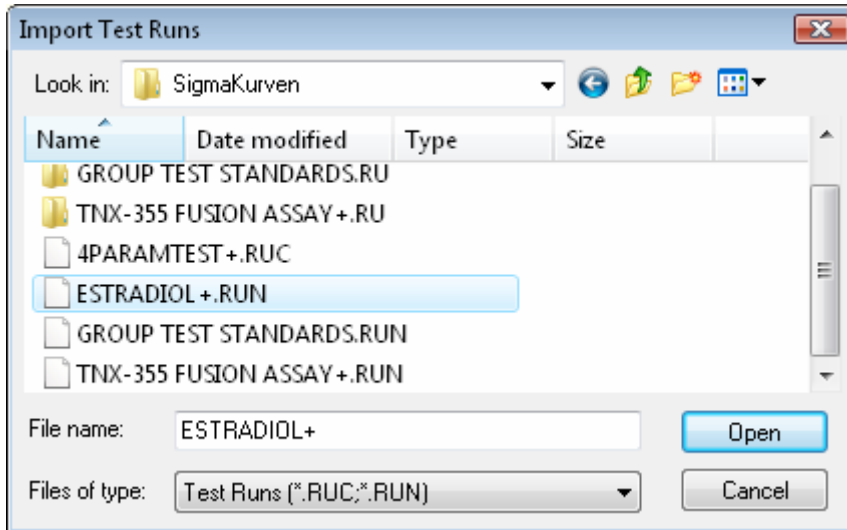 Import Test Runs
Look in: SigmaKurven
Name Date modified Type Size
GROUP TEST STANDARDS.RU
TNX-355 FUSION ASSAY+.RU
4PARAMTEST+.RUC
ESTRADIOL+.RUN
GROUP TEST STANDARDS.RUN
TNX-355 FUSION ASSAY+.RUN
File name: ESTRADIOL+ Open
Files of type: Test Runs (*.RUC;*.RUN) Cancel